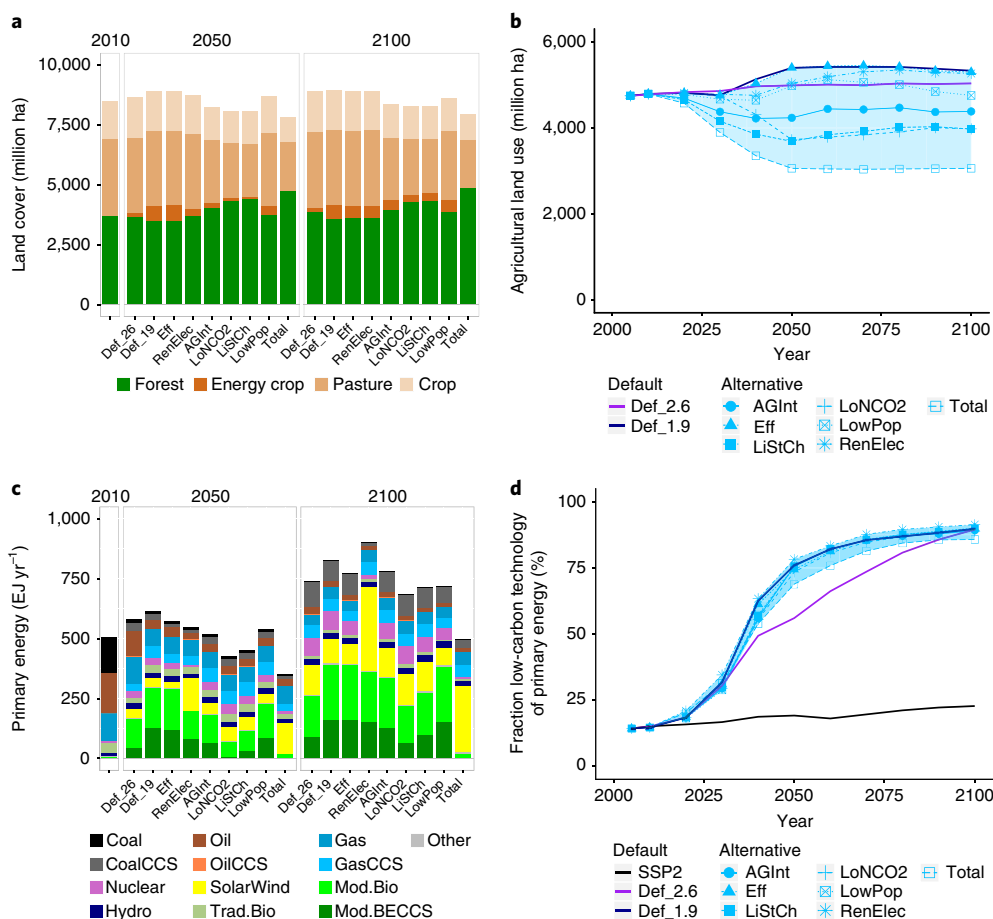 a
2010 2050 2100
10,000
7,500
5,000
2,500
0
Land cover (million ha)
Def_26 Def_19 Eff RenElec AGInt LoNCO2 LiStCh LowPop Total
Def_26 Def_19 Eff RenElec AGInt LoNCO2 LiStCh LowPop Total
Forest Energy crop Pasture Crop
b
6,000
4,000
2,000
0
Agricultural land use (million ha)
2000 2025 2050 2075 2100
Year
Default Alternative
Def_2.6 AGInt LoNCO2 Total
Def_1.9 Eff LowPop
LiStCh RenElec
c
2010 2050 2100
1,000
750
500
250
0
Primary energy (EJ yr⁻¹)
Def_26 Def_19 Eff RenElec AGInt LoNCO2 LiStCh LowPop Total
Def_26 Def_19 Eff RenElec AGInt LoNCO2 LiStCh LowPop Total
Coal Oil Gas Other
CoalCCS OilCCS GasCCS
Nuclear SolarWind Mod.Bio
Hydro Trad.Bio Mod.BECCS
d
100
75
50
25
0
Fraction low-carbon technology
of primary energy (%)
2000 2025 2050 2075 2100
Year
Default Alternative
SSP2 AGInt LoNCO2 Total
Def_2.6 Eff LowPop
Def_1.9 LiStCh RenElec